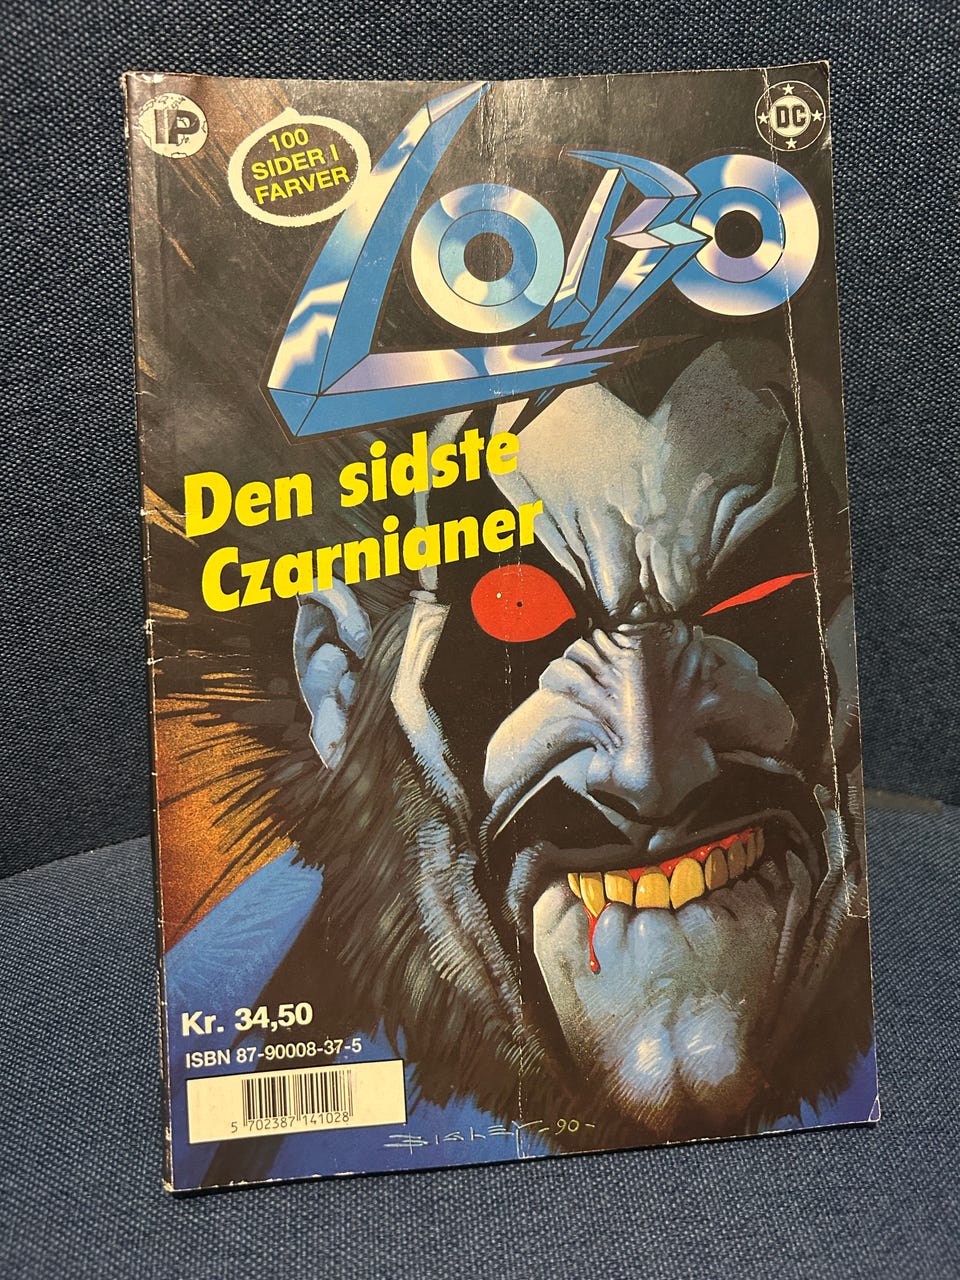 IP
100
SIDER I
FARVER
DC
LOBO
Den sidste
Czarnianer
Kr. 34,50
ISBN 87-90008-37-5
5 702387 141028
BISLEY -90-